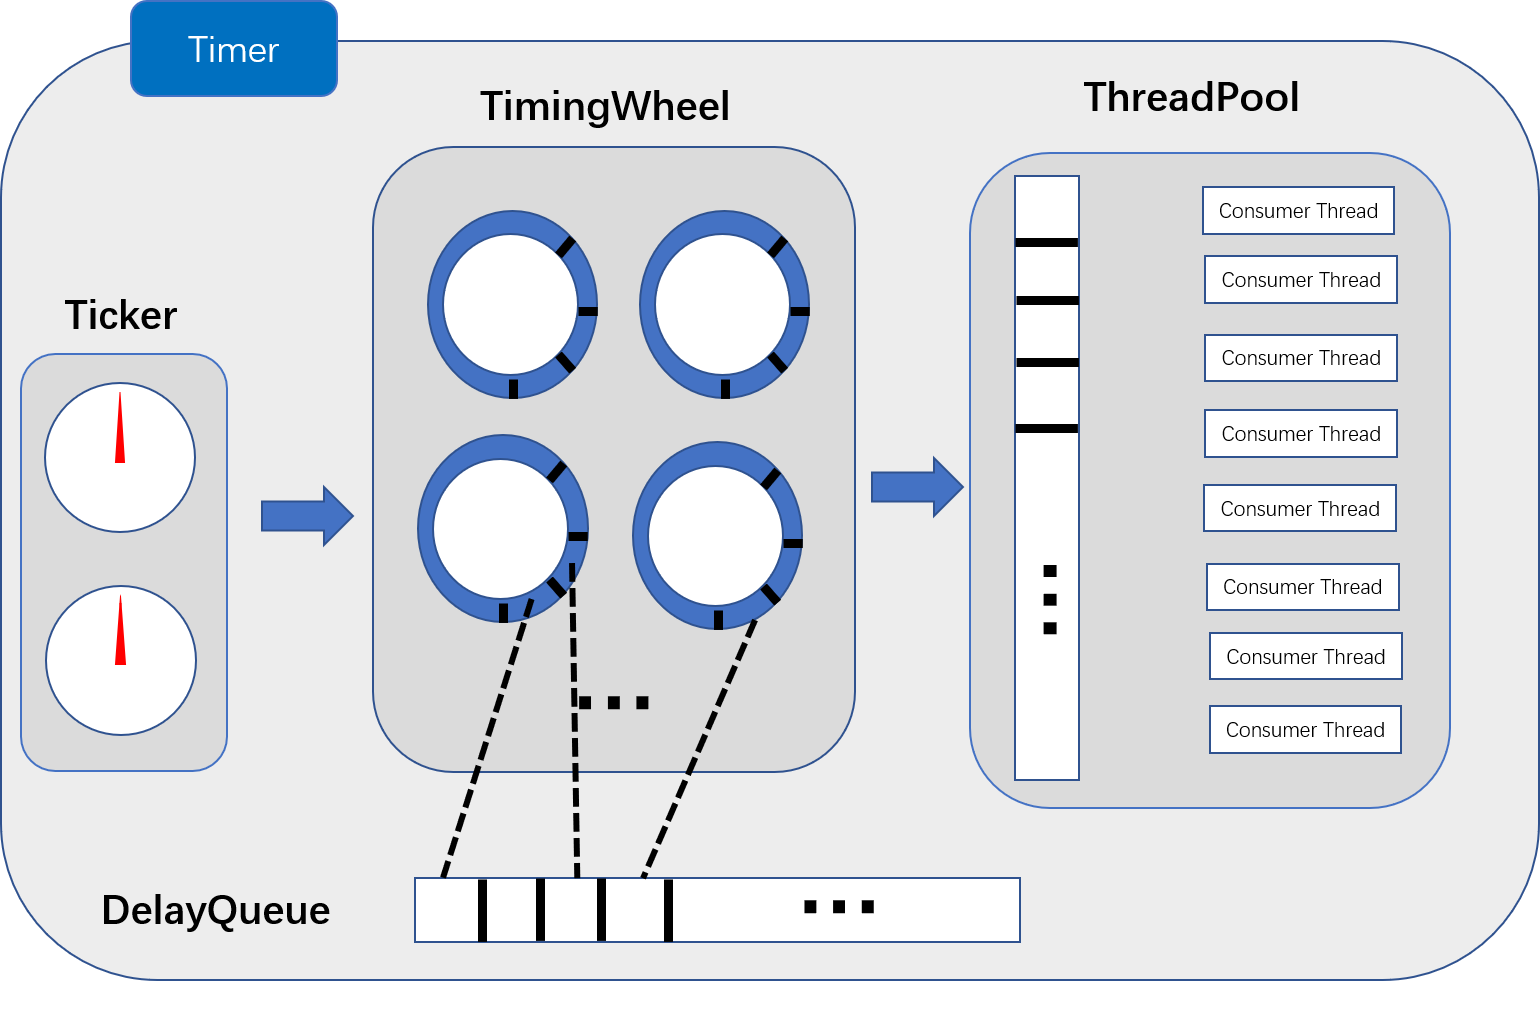 Timer
TimingWheel
ThreadPool
Ticker
Consumer Thread
Consumer Thread
Consumer Thread
Consumer Thread
Consumer Thread
Consumer Thread
Consumer Thread
Consumer Thread
DelayQueue